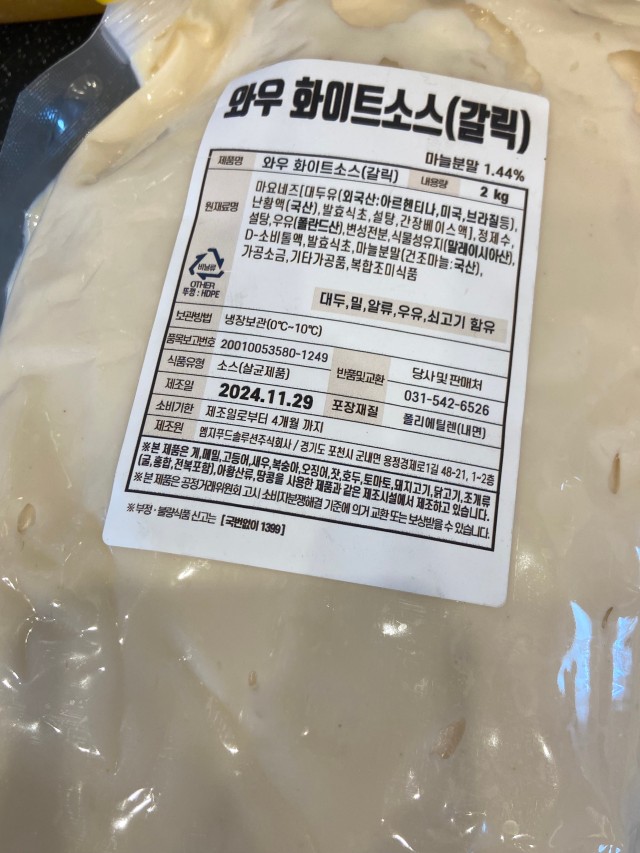 와우 화이트소스(갈릭)
마늘분말 1.44%
제품명 와우 화이트소스(갈릭) 내용량 2 kg
원재료명 마요네즈[대두유(외국산:아르헨티나,미국,브라질등),
난황액(국산),발효식초,설탕,간장베이스액],정제수,
설탕,우유(폴란드산),변성전분,식물성유지(말레이시아산),
D-소비톨액,발효식초,마늘분말(건조마늘:국산),
가공소금,기타가공품,복합조미식품
비닐류
OTHER
뚜껑 : HDPE
대두,밀,알류,우유,쇠고기 함유
보관방법 냉장보관(0℃~10℃)
품목보고번호 20010053580-1249
식품유형 소스(살균제품)
반품및교환 당사 및 판매처
031-542-6526
제조일 2024.11.29 포장재질 폴리에틸렌(내면)
소비기한 제조일로부터 4개월 까지
제조원 엠지푸드솔루션주식회사 / 경기도 포천시 군내면 용정경제로1길 48-21, 1~2층
※본 제품은 게,메밀,고등어,새우,복숭아,오징어,잣,호두,토마토,돼지고기,닭고기,조개류
(굴,홍합,전복포함),아황산류,땅콩을 사용한 제품과 같은 제조시설에서 제조하고 있습니다.
※본 제품은 공정거래위원회 고시 소비자분쟁해결 기준에 의거 교환 또는 보상받을 수 있습니다.
※ 부정·불량식품 신고는 [국번없이 1399]